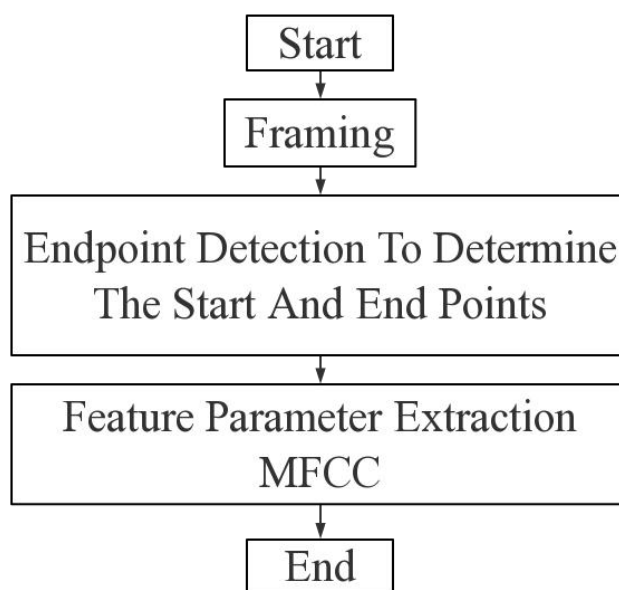 Start
Framing
Endpoint Detection To Determine
The Start And End Points
Feature Parameter Extraction
MFCC
End